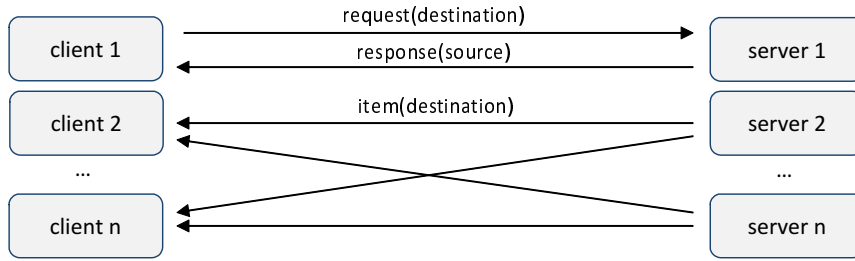 request(destination)
client 1
server 1
response(source)
item(destination)
client 2
server 2
...
...
client n
server n